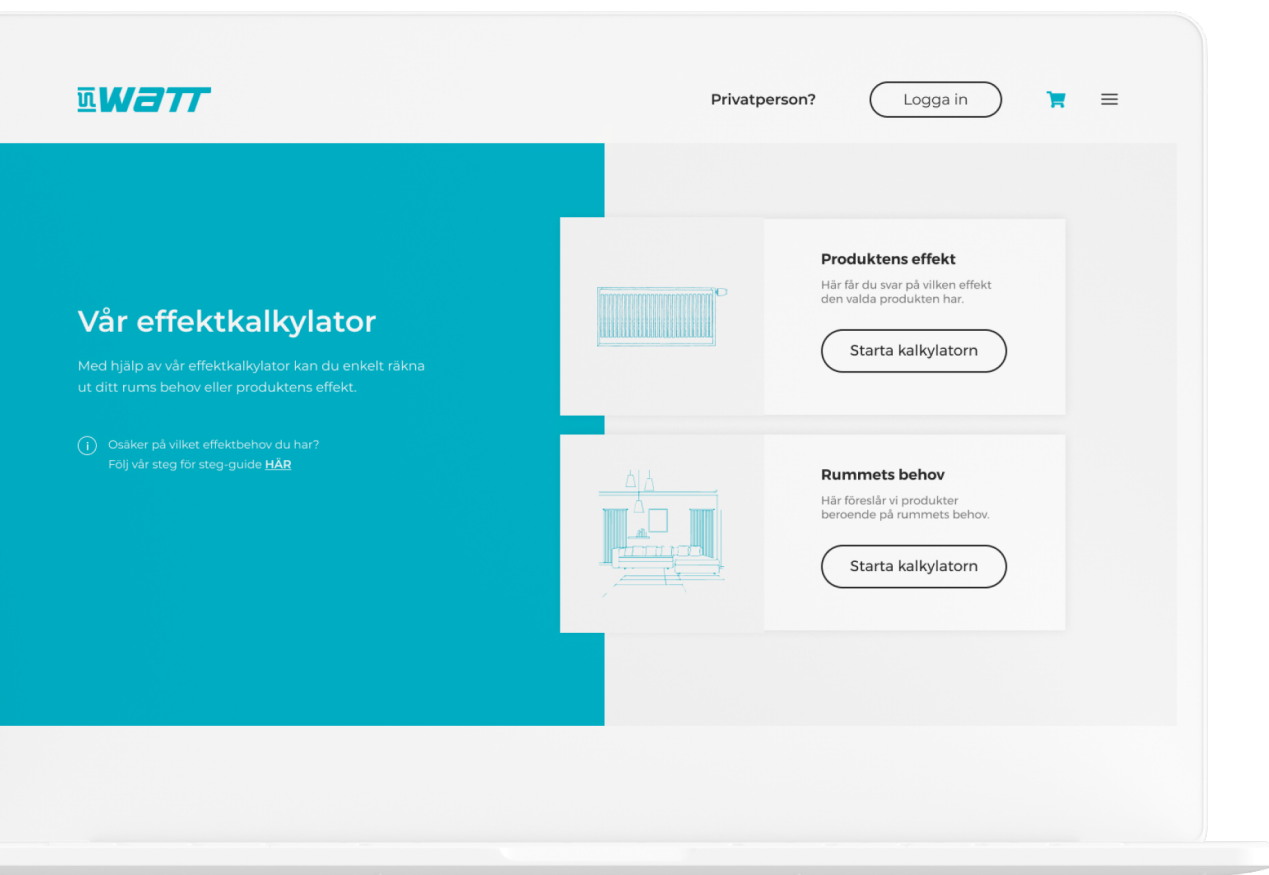 WATT
Privatperson?
Logga in
Vår effektkalkylator
Med hjälp av vår effektkalkylator kan du enkelt räkna
ut ditt rums behov eller produktens effekt.
Osäker på vilket effektbehov du har?
Följ vår steg för steg-guide HÄR
Produktens effekt
Här får du svar på vilken effekt
den valda produkten har.
Starta kalkylatorn
Rummets behov
Här föreslår vi produkter
beroende på rummets behov.
Starta kalkylatorn